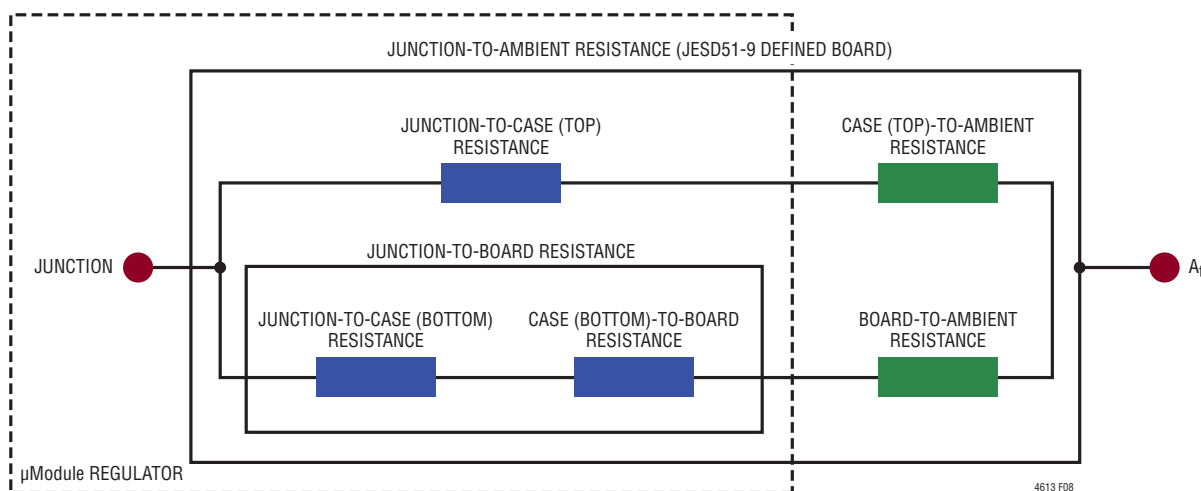 JUNCTION-TO-AMBIENT RESISTANCE (JESD51-9 DEFINED BOARD)
JUNCTION-TO-CASE (TOP)
RESISTANCE
CASE (TOP)-TO-AMBIENT
RESISTANCE
JUNCTION-TO-BOARD RESISTANCE
JUNCTION
JUNCTION-TO-CASE (BOTTOM)
RESISTANCE
CASE (BOTTOM)-TO-BOARD
RESISTANCE
BOARD-TO-AMBIENT
RESISTANCE
µModule REGULATOR
4613 F08